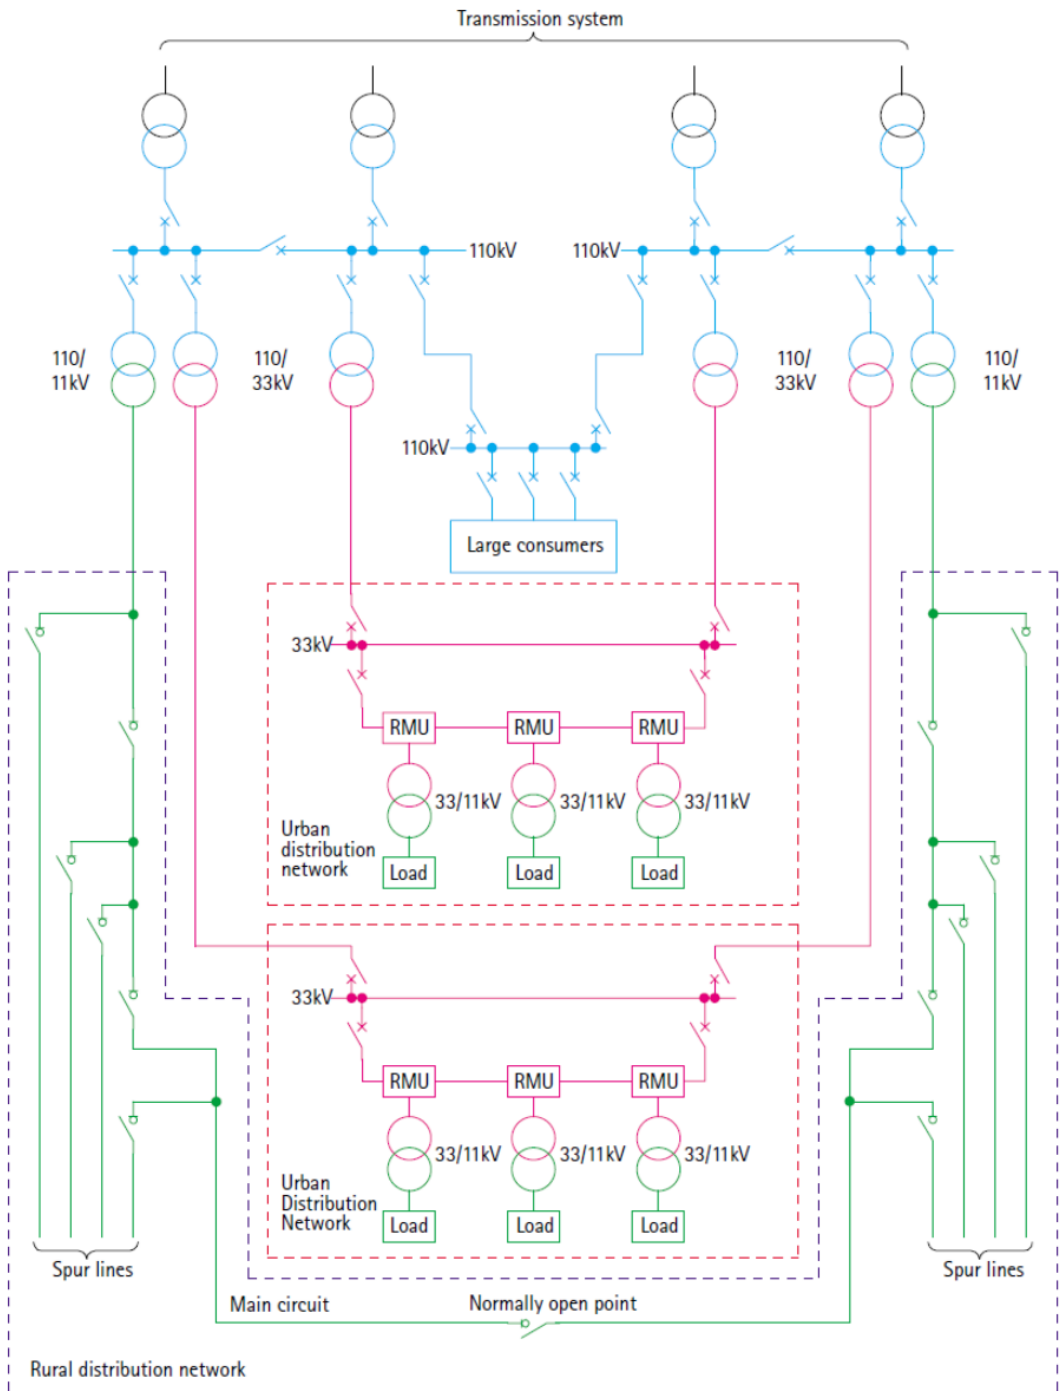 Transmission system
110kV
110kV
110/
11kV
110/
33kV
110/
33kV
110/
11kV
110kV
Large consumers
33kV
RMU
RMU
RMU
33/11kV
33/11kV
33/11kV
Urban
distribution
network
Load
Load
Load
33kV
RMU
RMU
RMU
33/11kV
33/11kV
33/11kV
Urban
Distribution
Network
Load
Load
Load
Spur lines
Spur lines
Main circuit
Normally open point
Rural distribution network